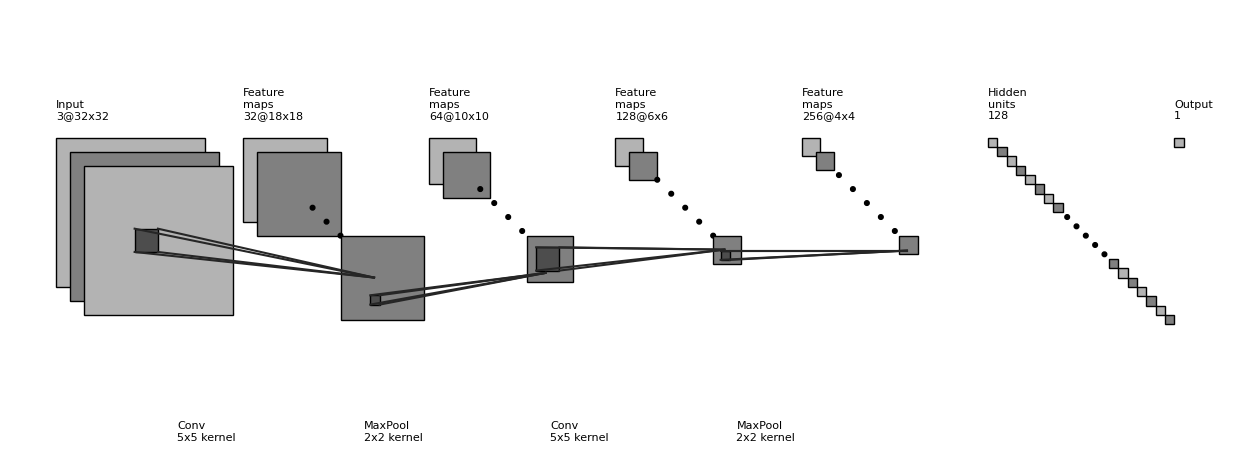 Input
3@32x32
Feature
maps
32@18x18
Feature
maps
64@10x10
Feature
maps
128@6x6
Feature
maps
256@4x4
Hidden
units
128
Output
1
Conv
5x5 kernel
MaxPool
2x2 kernel
Conv
5x5 kernel
MaxPool
2x2 kernel